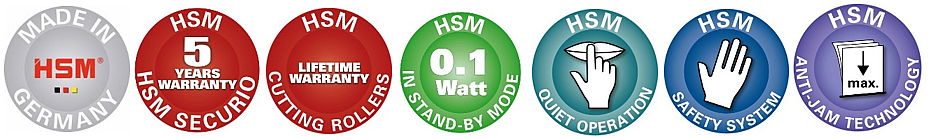 MADE IN
HSM®
GERMANY
HSM
5
YEARS
WARRANTY
HSM SECURIO
HSM
LIFETIME
WARRANTY
CUTTING ROLLERS
HSM
0.1
Watt
IN STAND-BY MODE
HSM
QUIET OPERATION
HSM
SAFETY SYSTEM
HSM
max.
ANTI-JAM TECHNOLOGY